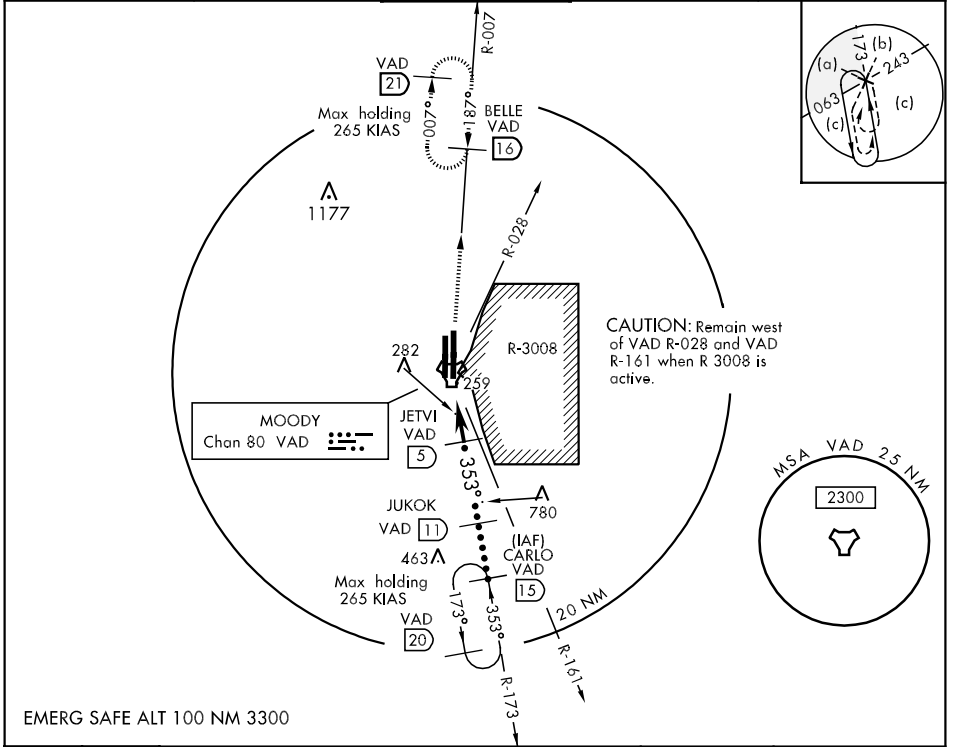 R-007
VAD
21
Max holding
265 KIAS
007°
187°
BELLE
VAD
16
173
(a)
(b)
243
063
(c)
(c)
1177
R-028
R-3008
CAUTION: Remain west
of VAD R-028 and VAD
R-161 when R 3008 is
active.
282
259
MOODY
Chan 80 VAD
JETVI
VAD
5
353°
JUKOK
VAD 11
780
463
(IAF)
CARLO
VAD
15
Max holding
265 KIAS
VAD
20
173°
353°
20 NM
R-161
R-173
MSA VAD 25 NM
2300
EMERG SAFE ALT 100 NM 3300